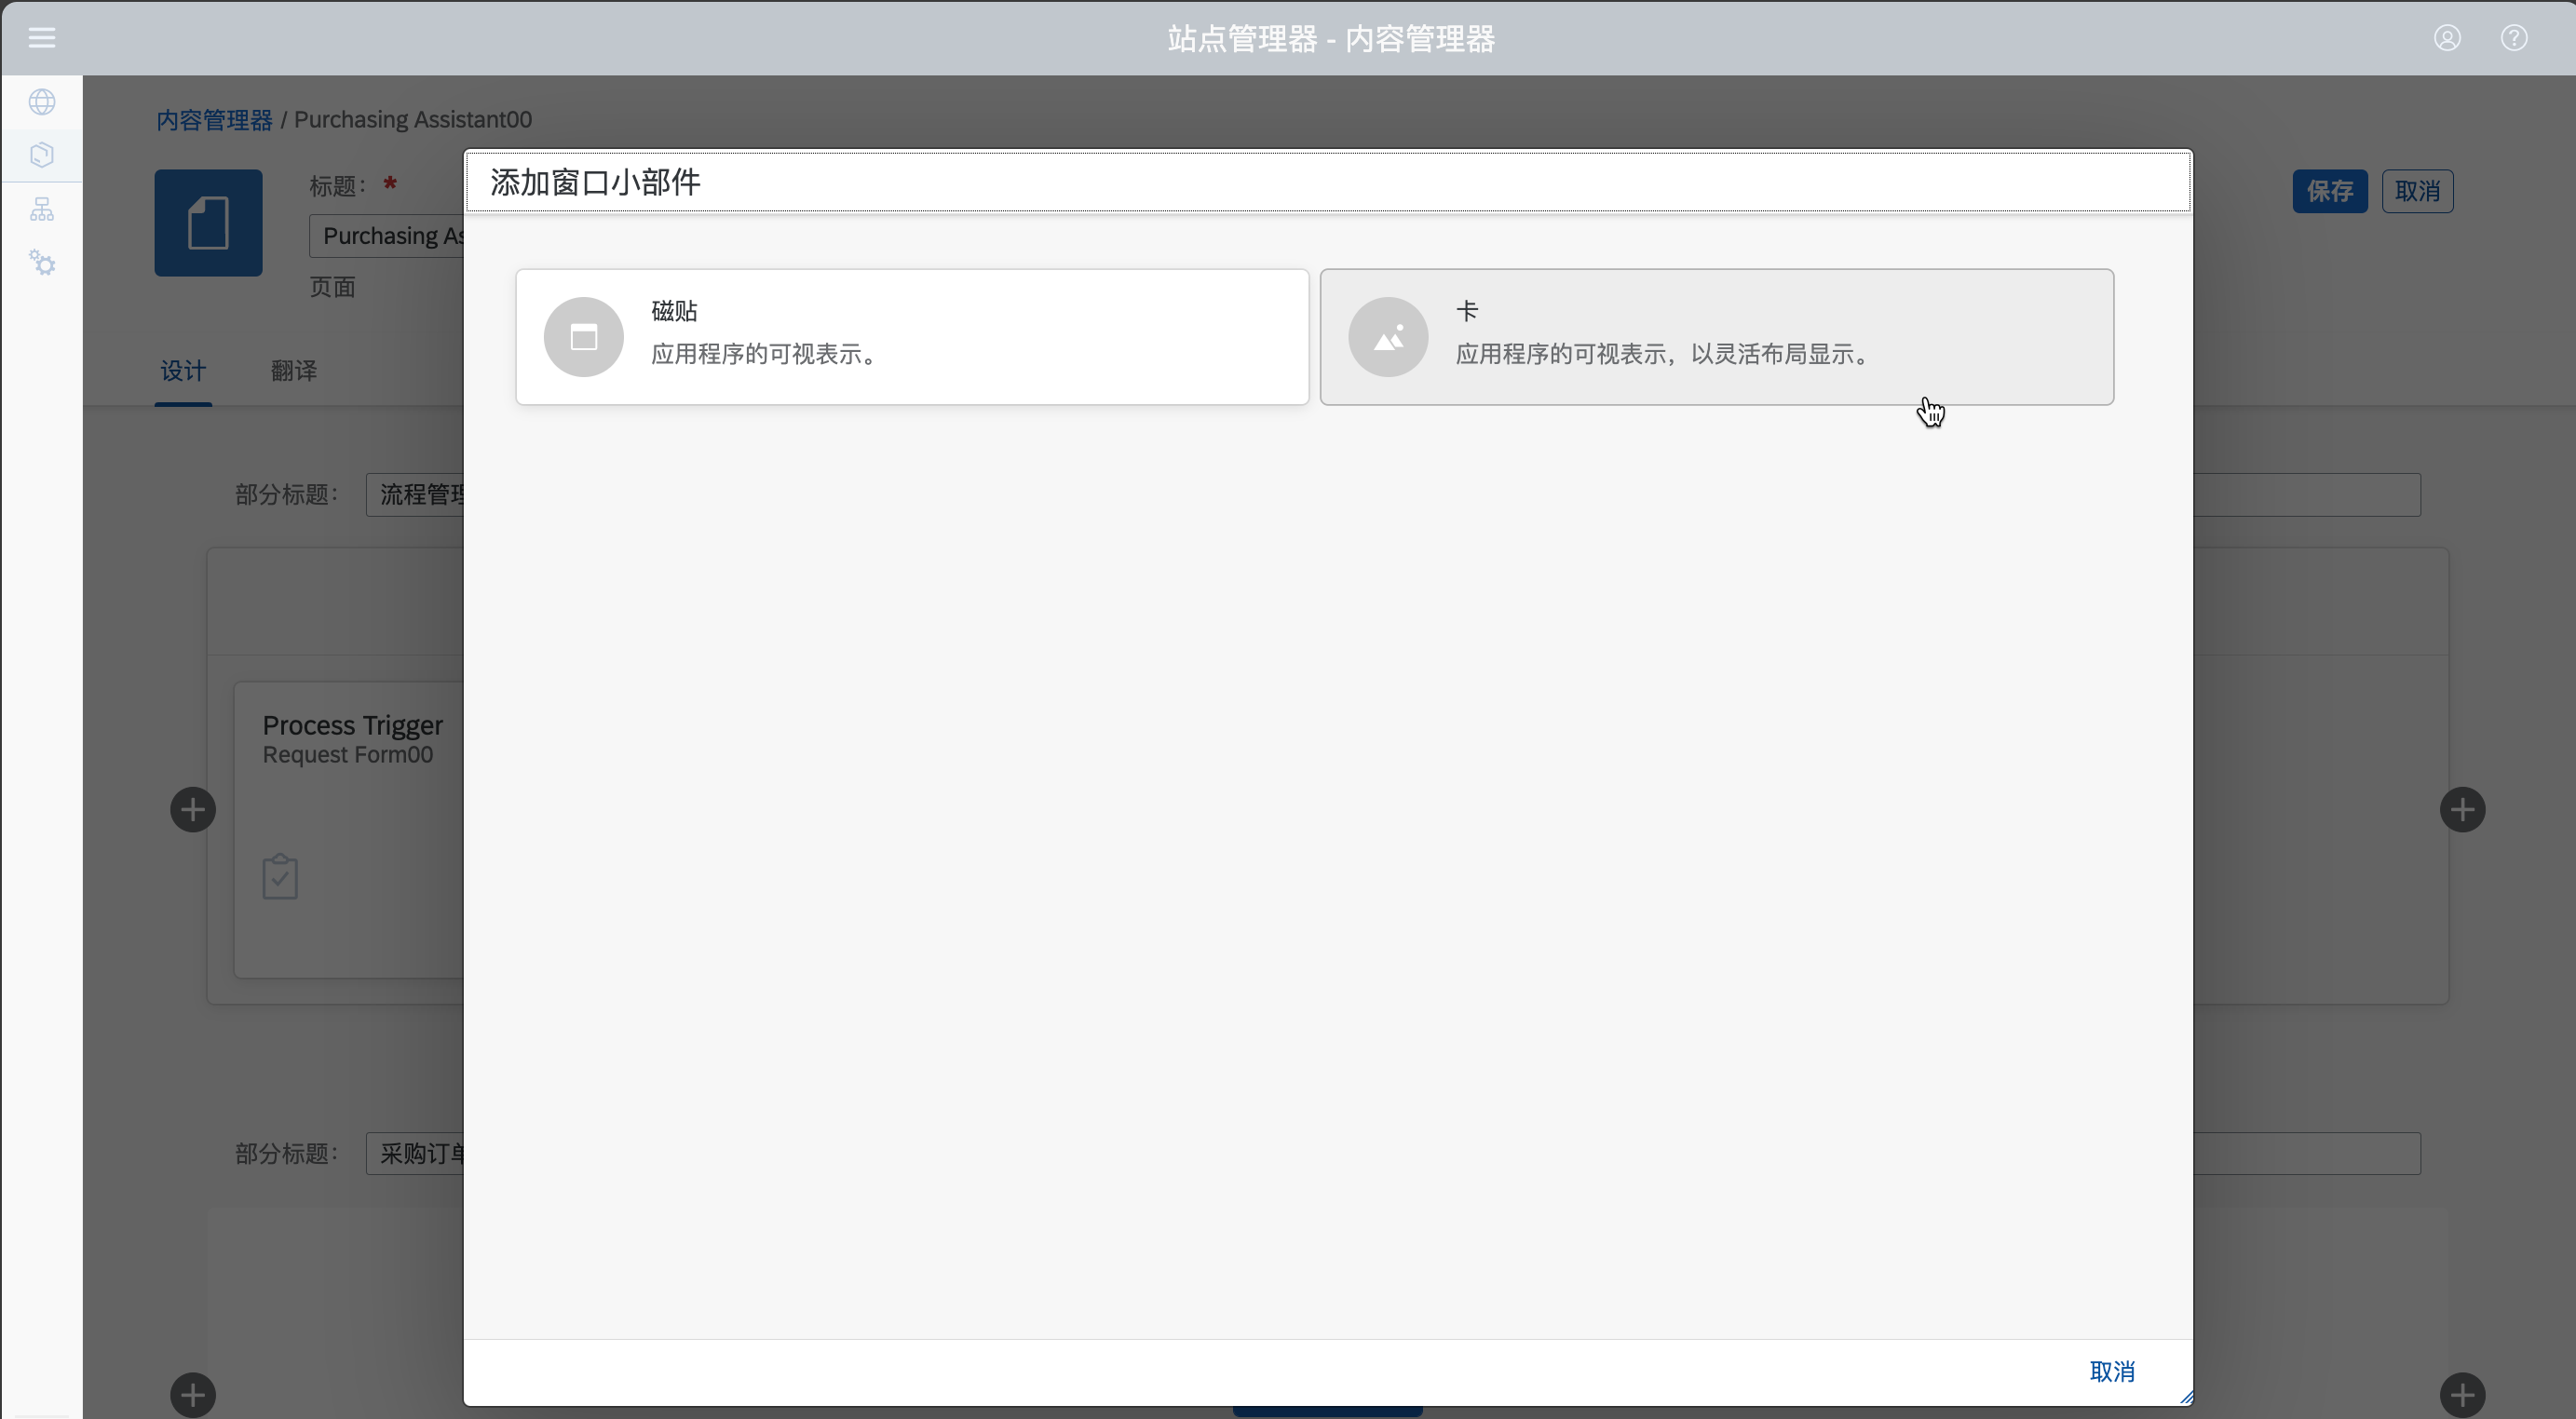 站点管理器 - 内容管理器
内容管理器 / Purchasing Assistant00
添加窗口小部件
标题： *
保存
取消
Purchasing As
页面
磁贴
应用程序的可视表示。
卡
应用程序的可视表示，以灵活布局显示。
设计
翻译
部分标题：
流程管理
Process Trigger
Request Form00
部分标题：
采购订单
取消